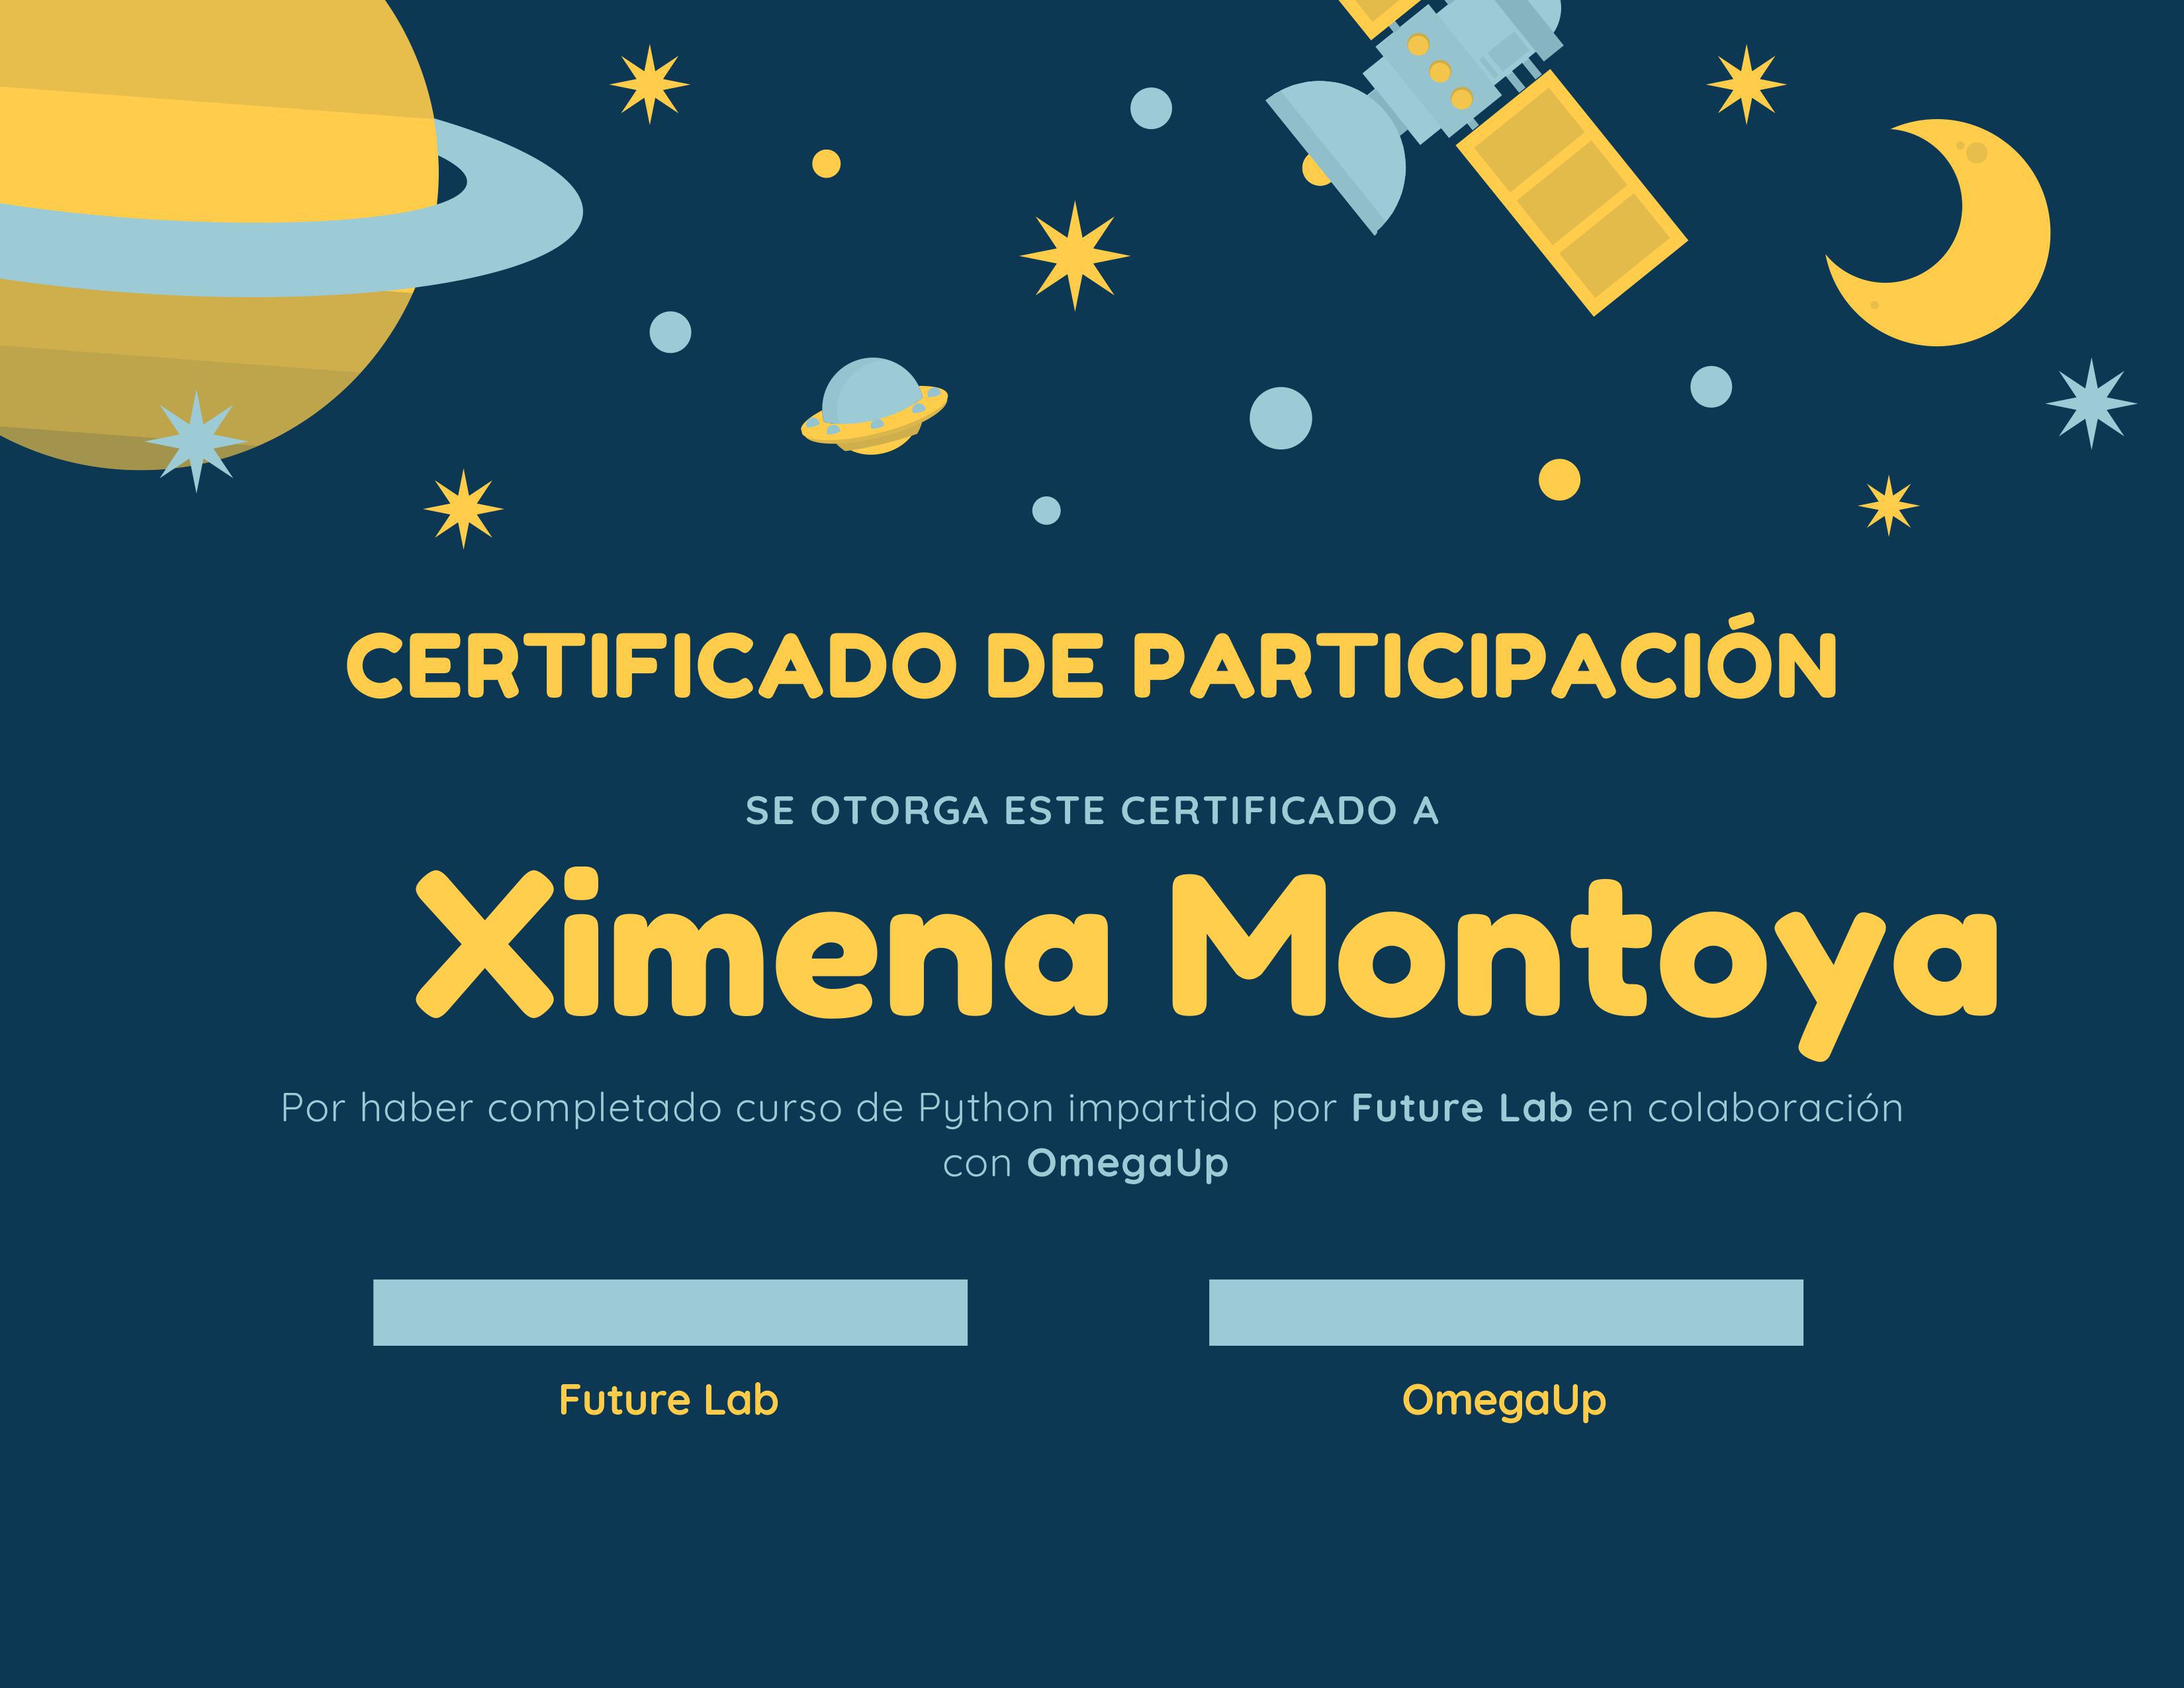 CERTIFICADO DE PARTICIPACIÓN
SE OTORGA ESTE CERTIFICADO A
Ximena Montoya
Por haber completado curso de Python impartido por Future Lab en colaboración
con OmegaUp
Future Lab
OmegaUp